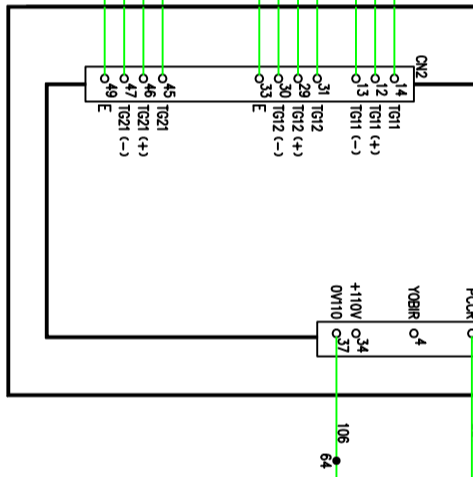 CN2
14 TG11
12 TG11 (+)
13 TG11 (-)
31 TG12
29 TG12 (+)
30 TG12 (-)
33 E
45 TG21
46 TG21 (+)
47 TG21 (-)
49 E
YOBIR 4
+110V 34
0V110 37
106
64